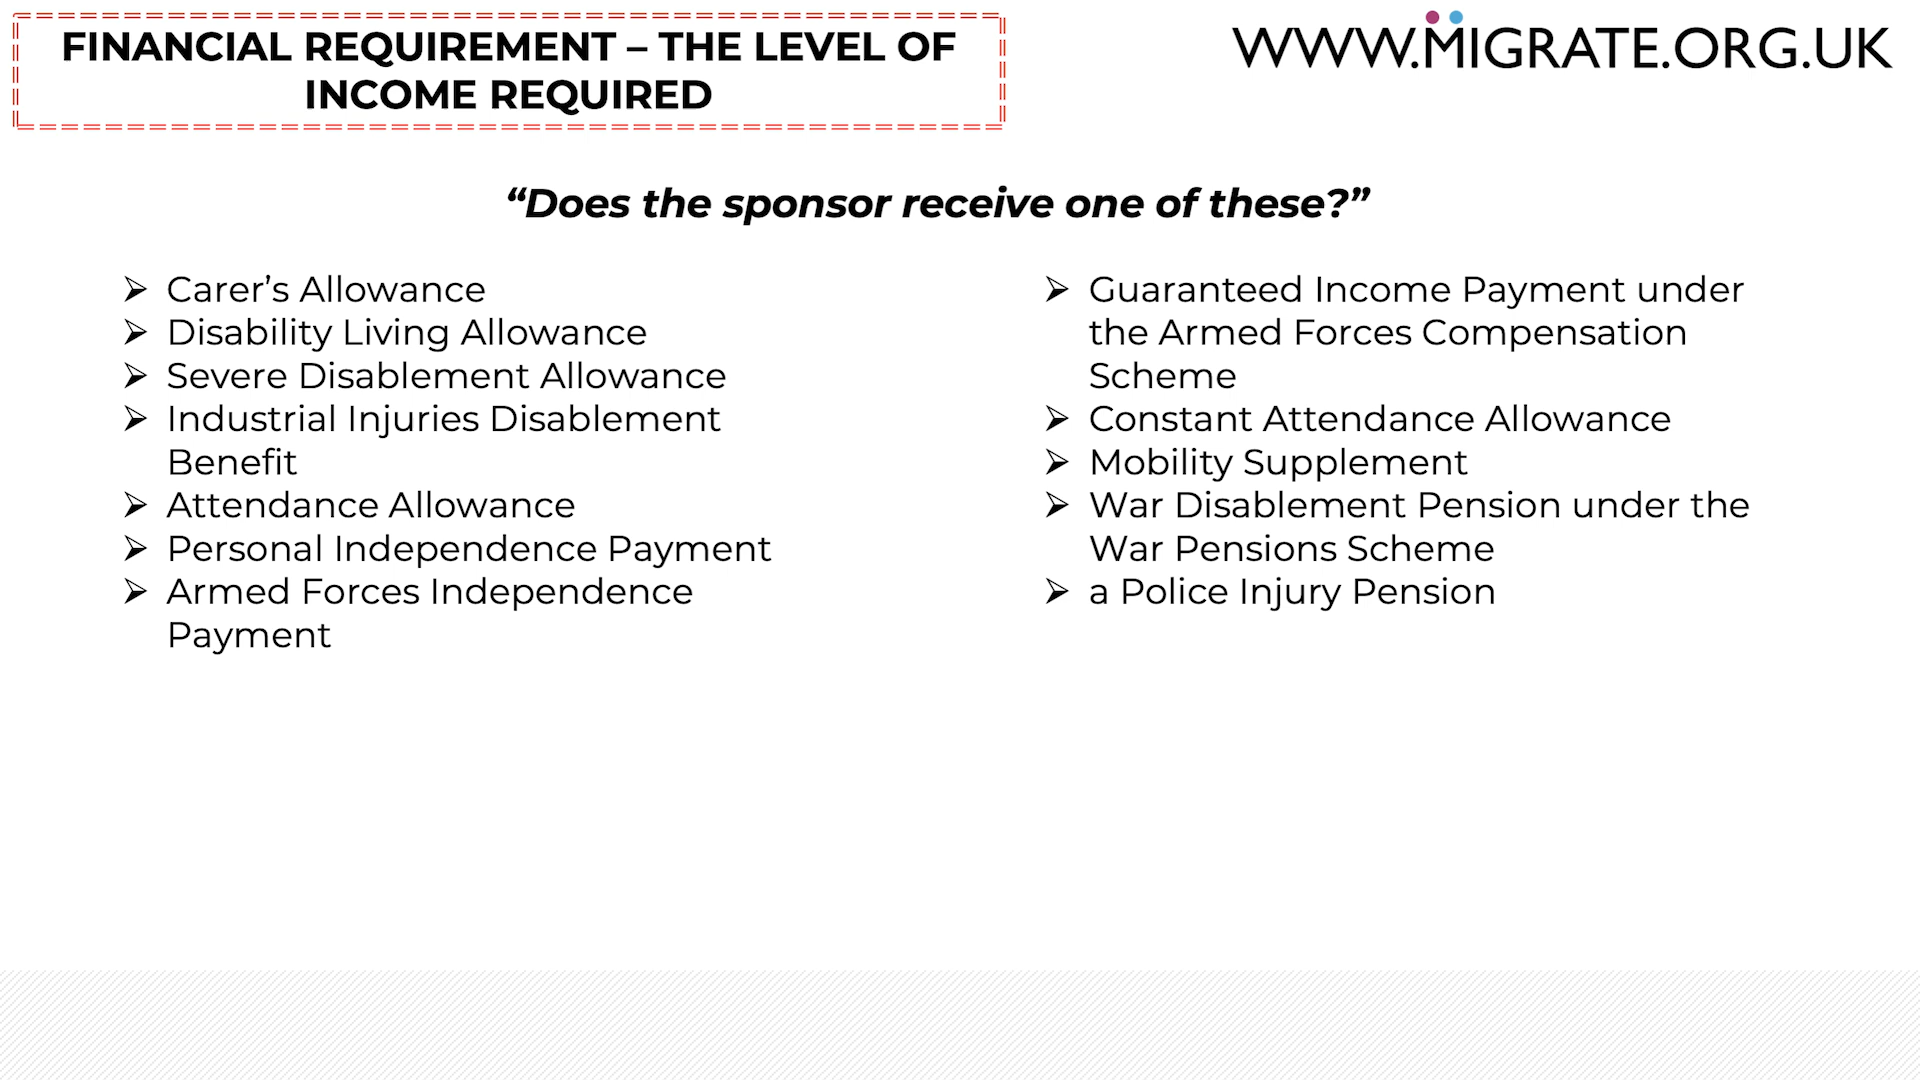 FINANCIAL REQUIREMENT – THE LEVEL OF
INCOME REQUIRED
WWW.MIGRATE.ORG.UK
“Does the sponsor receive one of these?”
➢ Carer’s Allowance
➢ Disability Living Allowance
➢ Severe Disablement Allowance
➢ Industrial Injuries Disablement
Benefit
➢ Attendance Allowance
➢ Personal Independence Payment
➢ Armed Forces Independence
Payment
➢ Guaranteed Income Payment under
the Armed Forces Compensation
Scheme
➢ Constant Attendance Allowance
➢ Mobility Supplement
➢ War Disablement Pension under the
War Pensions Scheme
➢ a Police Injury Pension